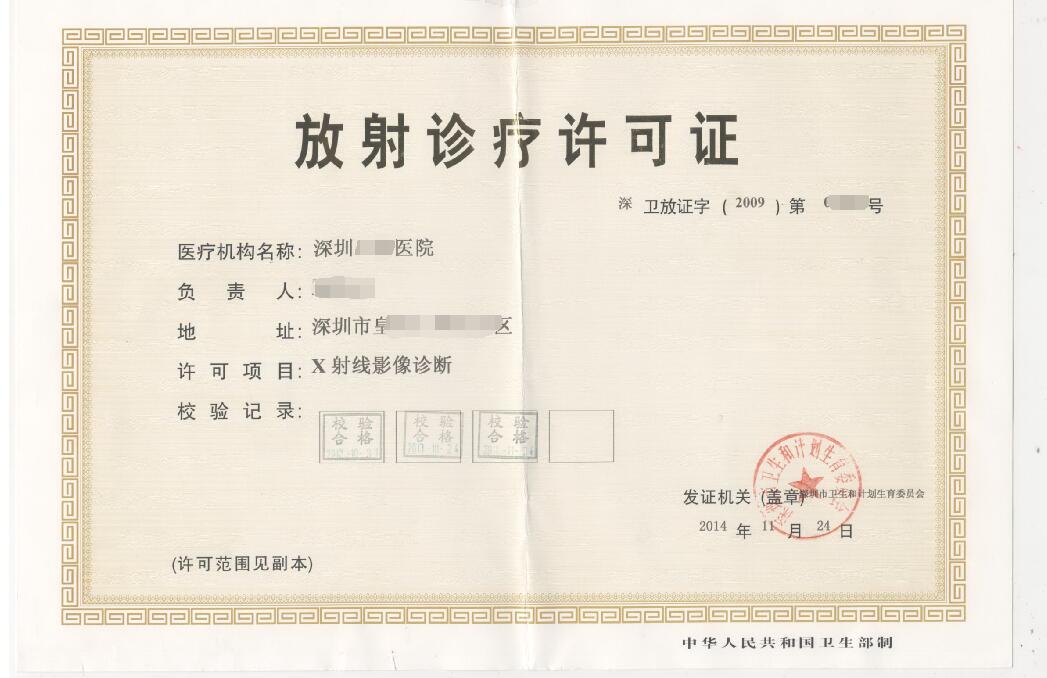 放射诊疗许可证
深 卫放证字 ( 2009 ) 第 号
医疗机构名称: 深圳 医院
负责人:
地址: 深圳市皇 区
许可项目: X 射线影像诊断
校验记录:
校验 校验 校验
合格 合格 合格
发证机关 (盖章) 深圳市卫生和计划生育委员会
2014 年 11 月 24 日
(许可范围见副本)
中华人民共和国卫生部制